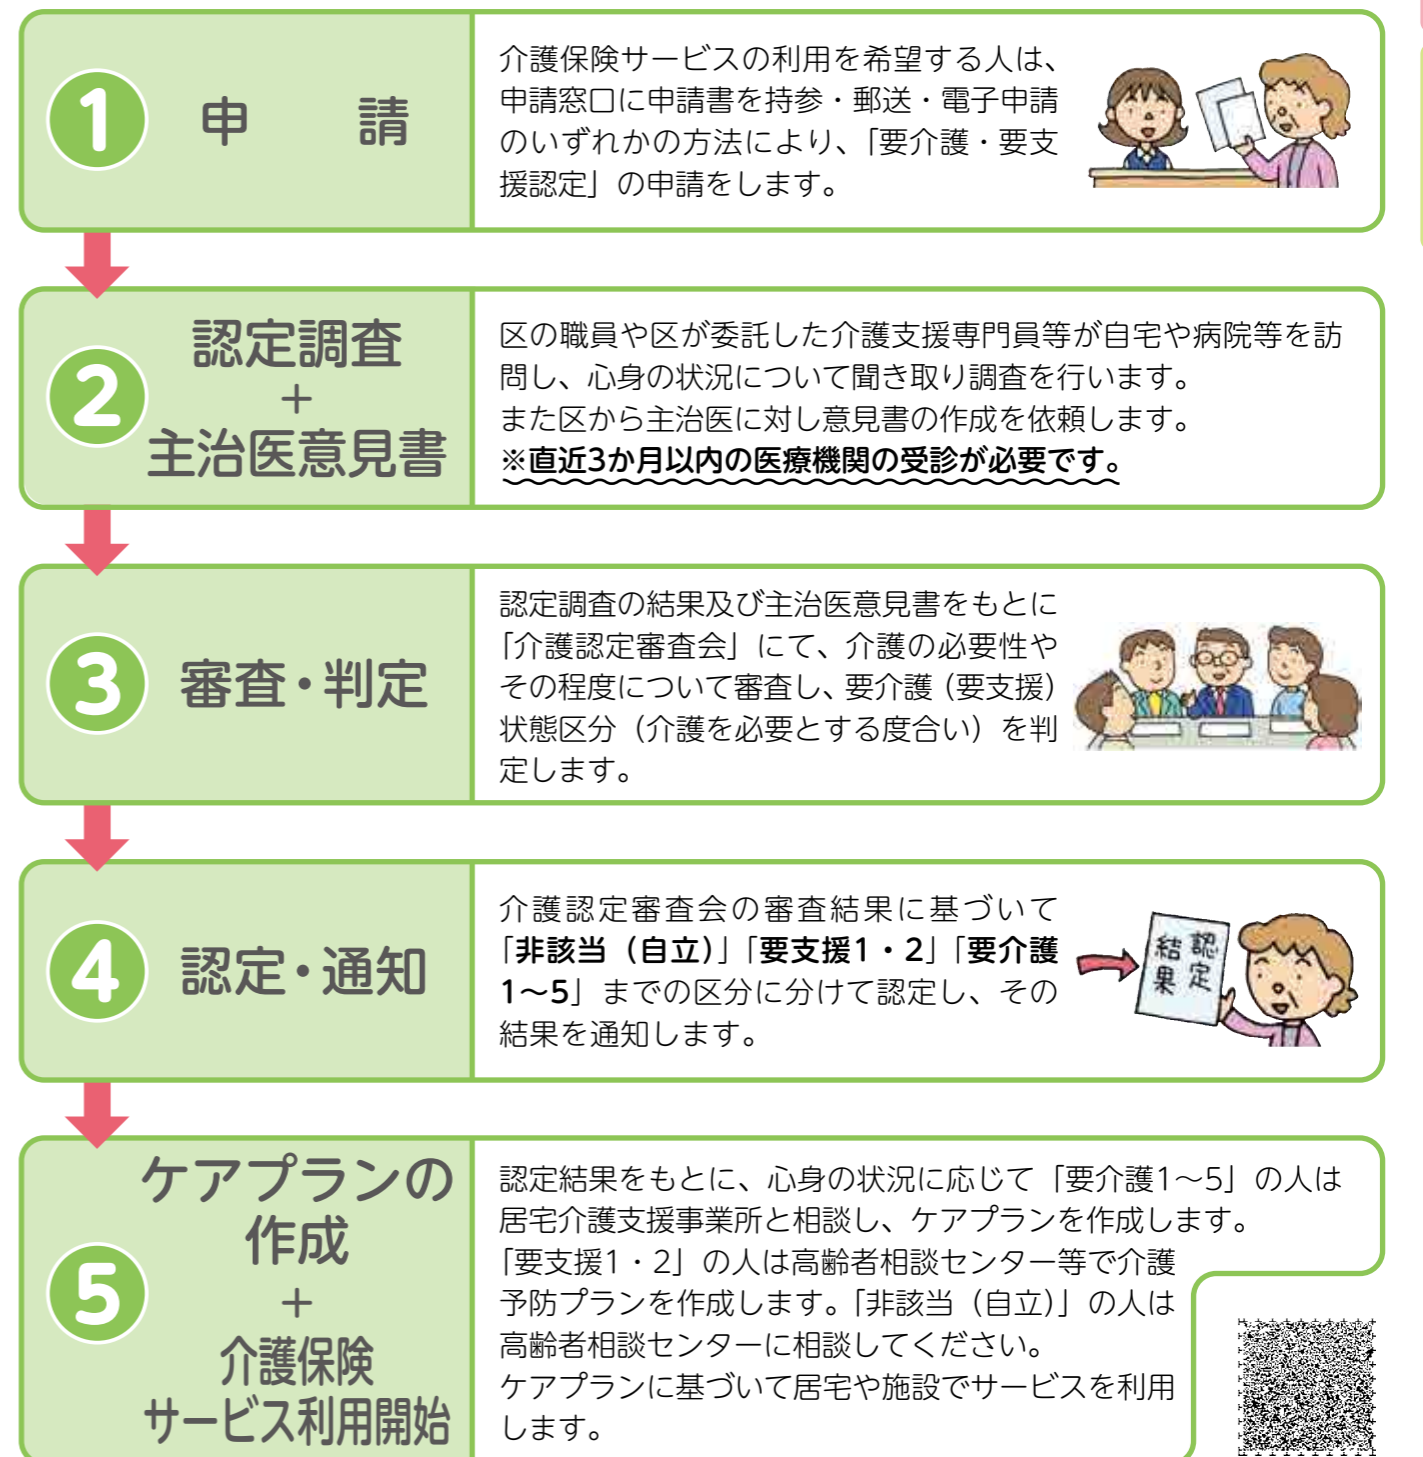 1 申 請
介護保険サービスの利用を希望する人は、
申請窓口に申請書を持参・郵送・電子申請
のいずれかの方法により、「要介護・要支
援認定」の申請をします。
2 認定調査
+
主治医意見書
区の職員や区が委託した介護支援専門員等が自宅や病院等を訪
問し、心身の状況について聞き取り調査を行います。
また区から主治医に対し意見書の作成を依頼します。
※直近3か月以内の医療機関の受診が必要です。
3 審査・判定
認定調査の結果及び主治医意見書をもとに
「介護認定審査会」にて、介護の必要性や
その程度について審査し、要介護（要支援）
状態区分（介護を必要とする度合い）を判
定します。
4 認定・通知
介護認定審査会の審査結果に基づいて
「非該当（自立）」「要支援1・2」「要介護
1～5」までの区分に分けて認定し、その
結果を通知します。
認定
結果
5 ケアプランの
作成
+
介護保険
サービス利用開始
認定結果をもとに、心身の状況に応じて「要介護1～5」の人は
居宅介護支援事業所と相談し、ケアプランを作成します。
「要支援1・2」の人は高齢者相談センター等で介護
予防プランを作成します。「非該当（自立）」の人は
高齢者相談センターに相談してください。
ケアプランに基づいて居宅や施設でサービスを利用
します。